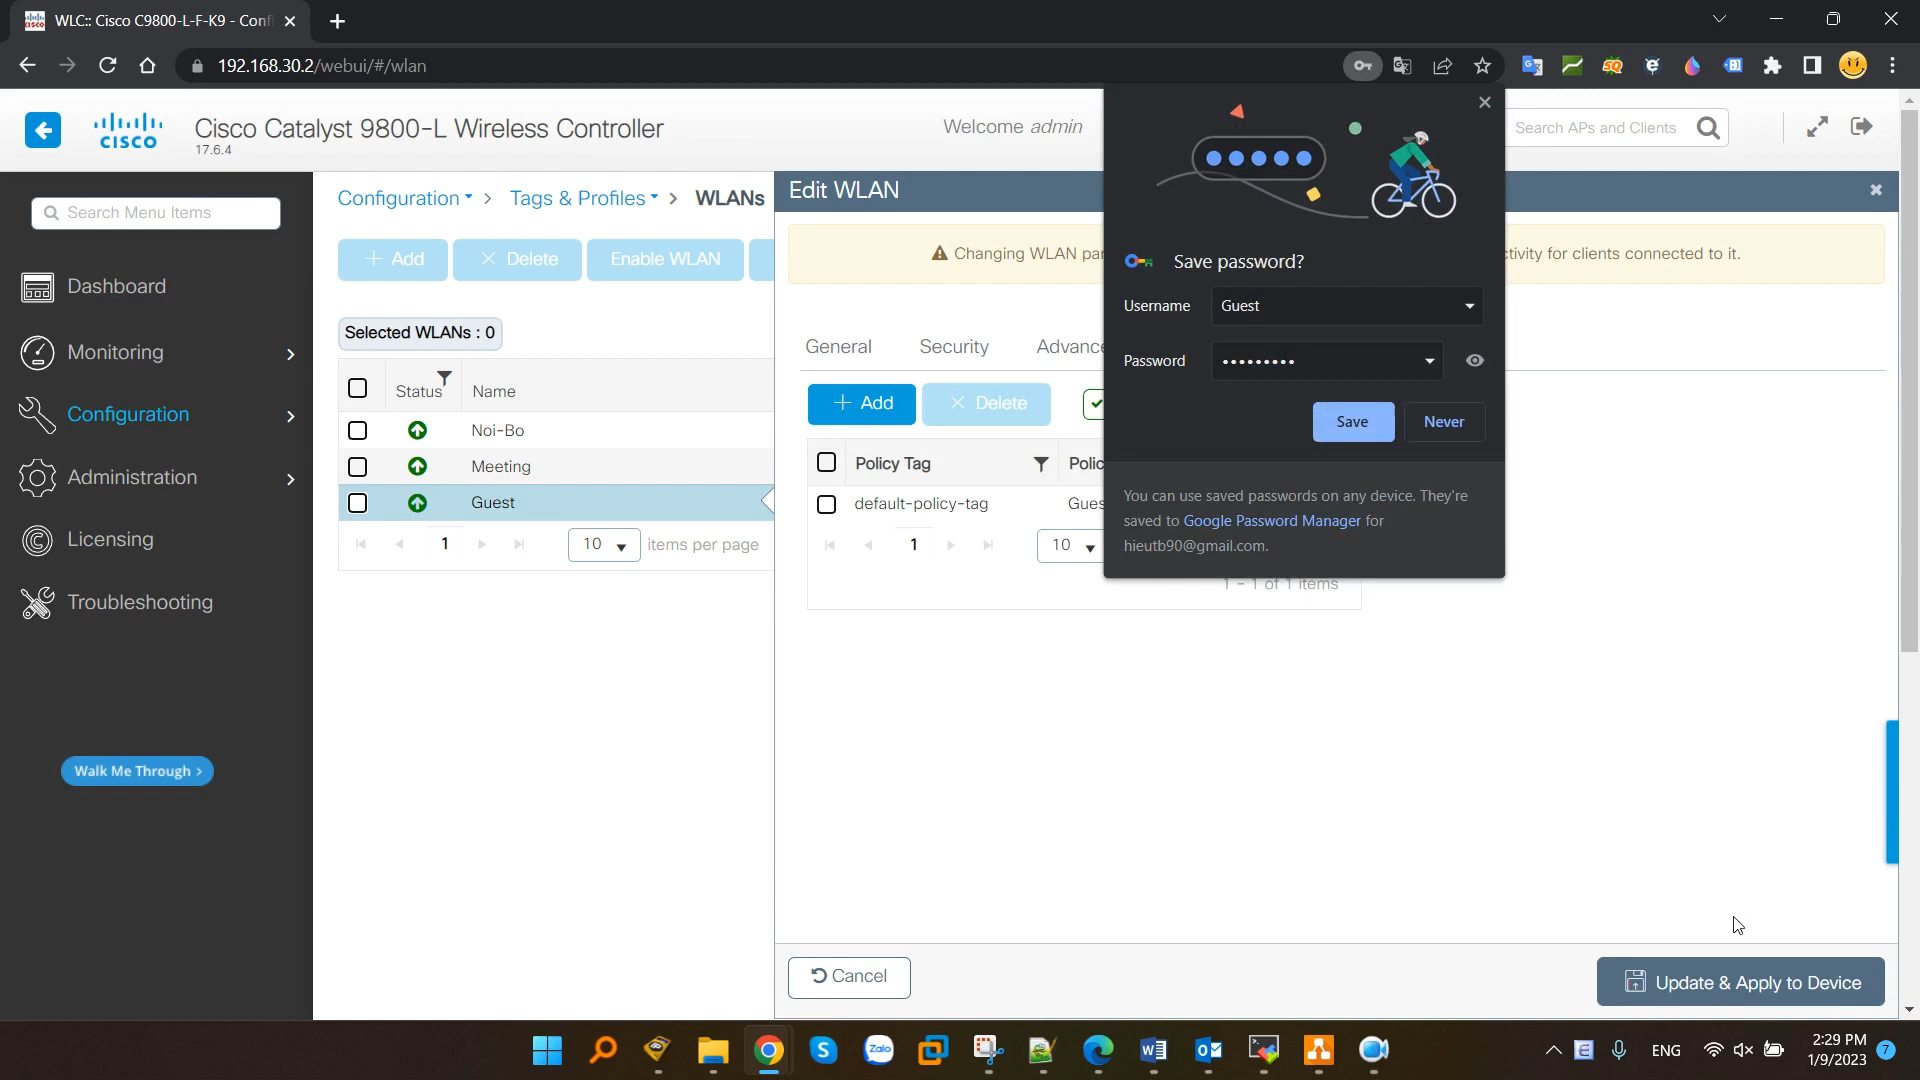 WLC:: Cisco C9800-L-F-K9 - Conf
192.168.30.2/webui/#/wlan
CISCO
Cisco Catalyst 9800-L Wireless Controller
17.6.4
Welcome admin
Search APs and Clients
Search Menu Items
Dashboard
Monitoring
Configuration
Administration
Licensing
Troubleshooting
Walk Me Through >
Configuration > Tags & Profiles > WLANs
+ Add
× Delete
Enable WLAN
Selected WLANs : 0
Status Name
Noi-Bo
Meeting
Guest
1
10 items per page
Edit WLAN
Changing WLAN par
tivity for clients connected to it.
General Security Advance
+ Add
× Delete
Policy Tag Polic
default-policy-tag Gues
1
10
1 - 1 of 1 items
Save password?
Username Guest
Password •••••••••
Save Never
You can use saved passwords on any device. They're
saved to Google Password Manager for
hieutb90@gmail.com.
Cancel
Update & Apply to Device
Zalo
ENG
2:29 PM
1/9/2023
7